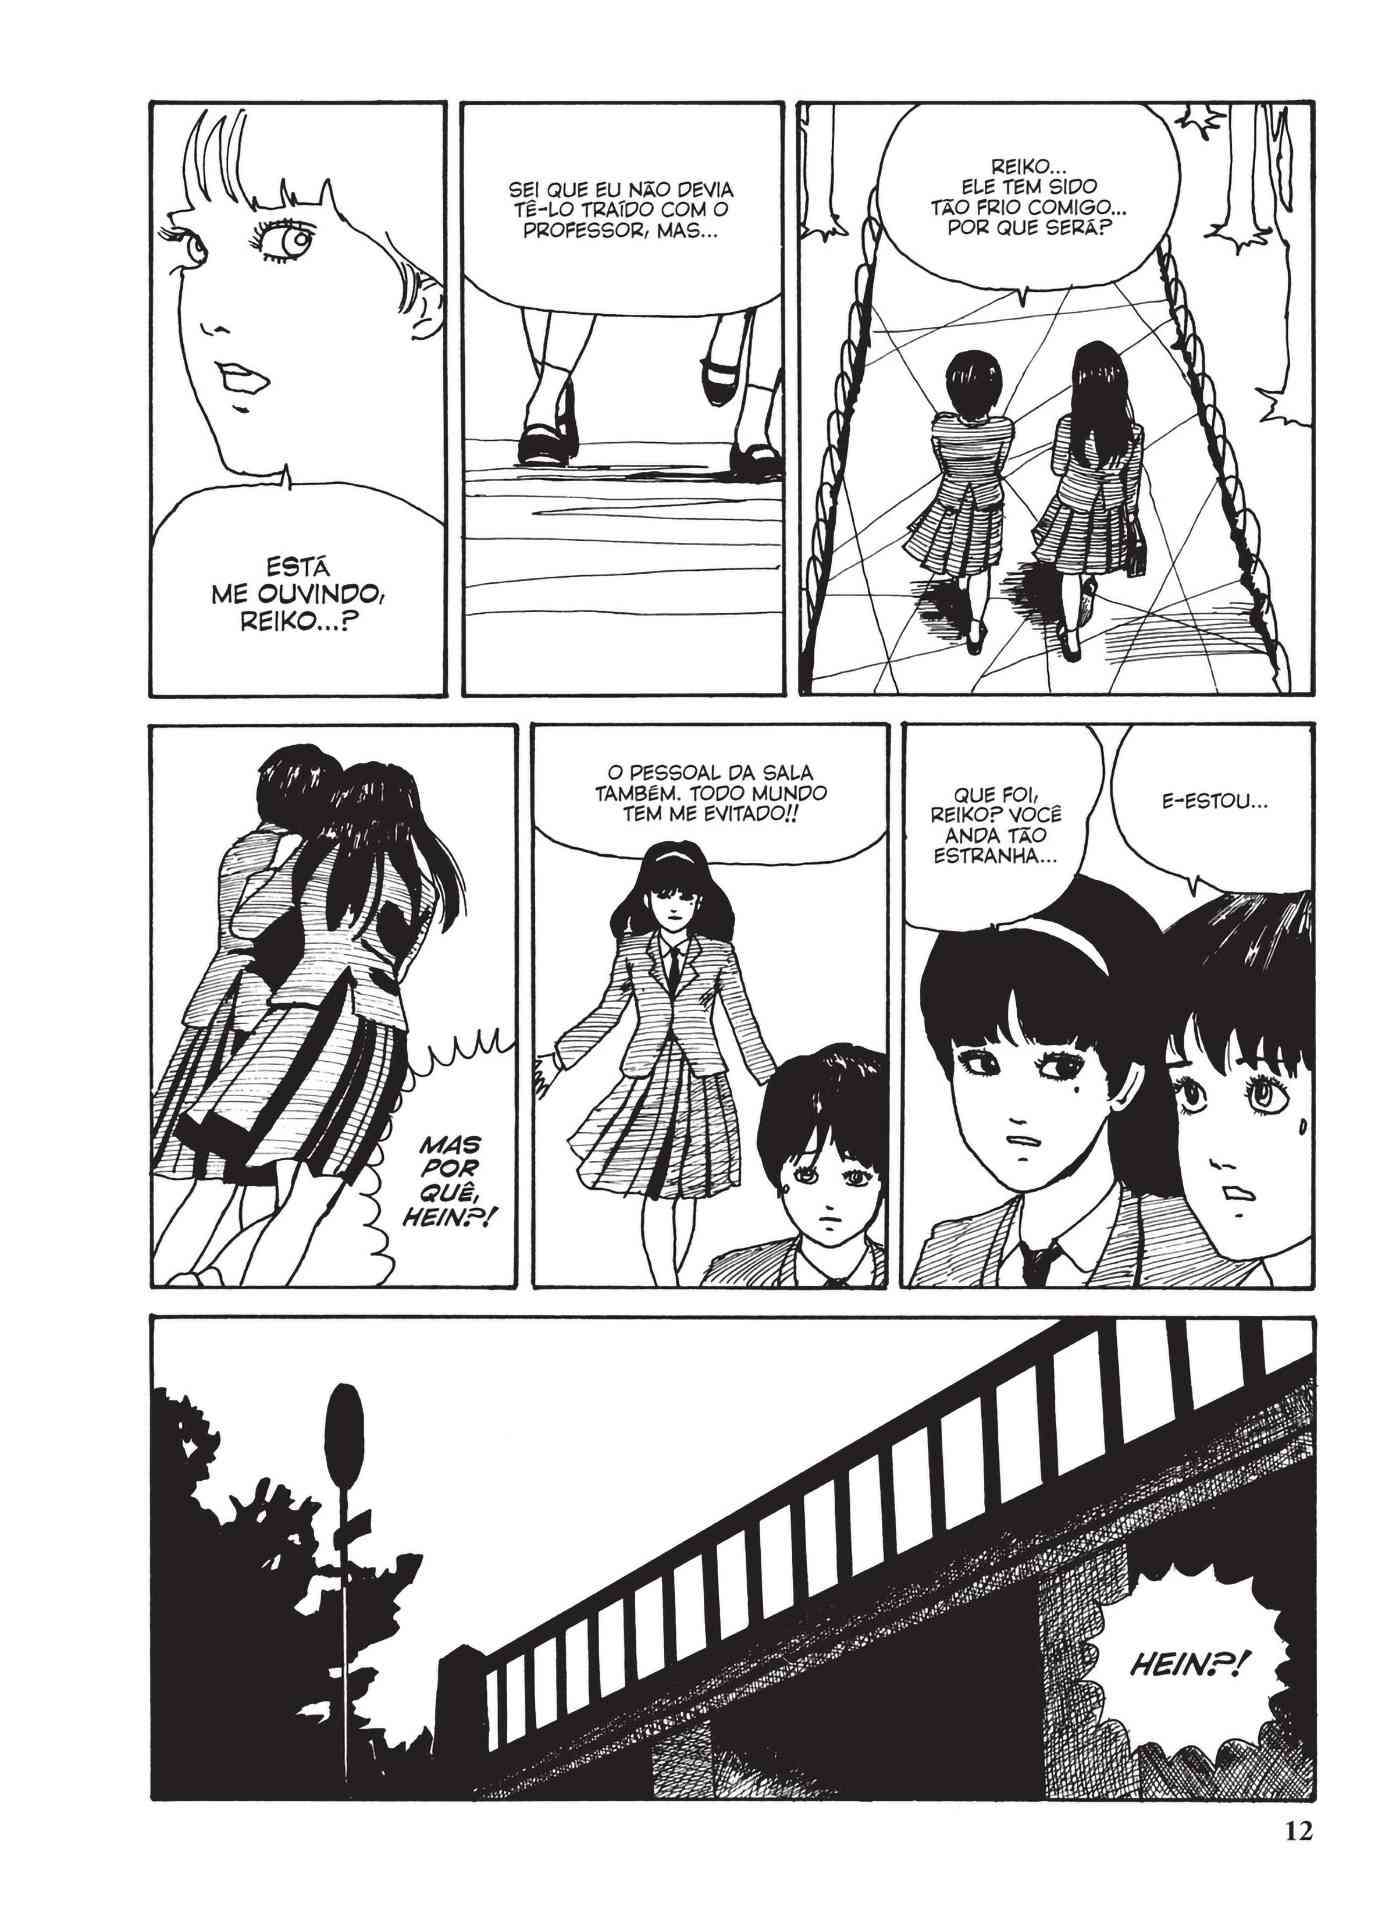 REIKO...
ELE TEM SIDO
TÃO FRIO COMIGO...
POR QUE SERÁ?
SEI QUE EU NÃO DEVIA
TÊ-LO TRAÍDO COM O
PROFESSOR, MAS...
ESTÁ
ME OUVINDO,
REIKO...?
E-ESTOU...
QUE FOI,
REIKO? VOCÊ
ANDA TÃO
ESTRANHA...
O PESSOAL DA SALA
TAMBÉM. TODO MUNDO
TEM ME EVITADO!!
MAS
POR
QUÊ,
HEIN?!
HEIN?!
12